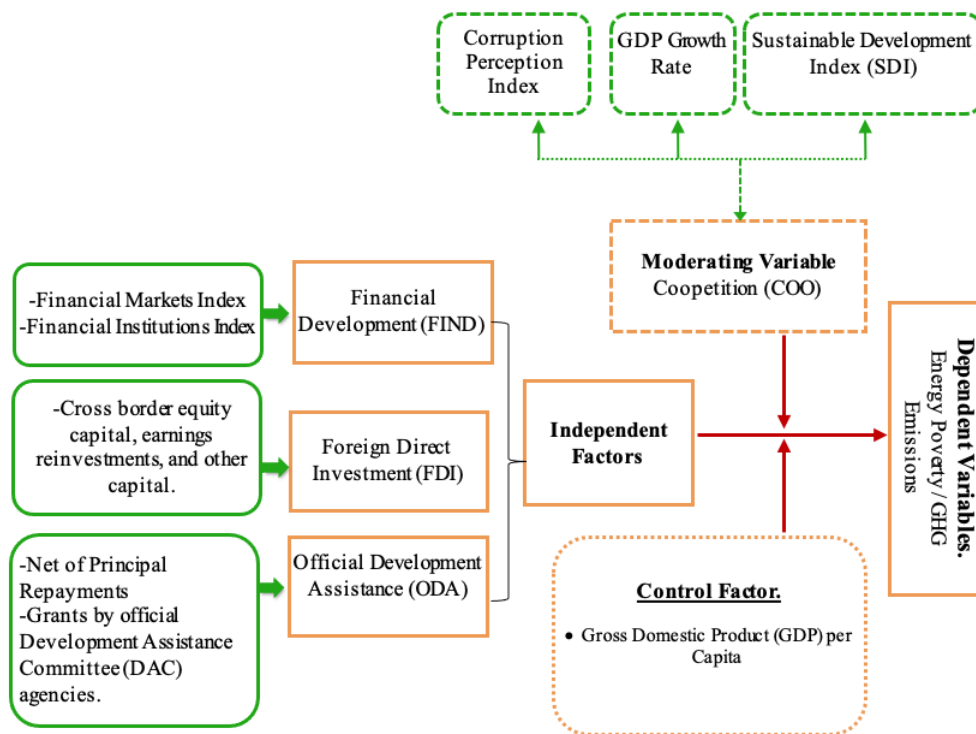 Corruption
Perception
Index
GDP Growth
Rate
Sustainable Development
Index (SDI)
Moderating Variable
Coopetition (COO)
-Financial Markets Index
-Financial Institutions Index
Financial
Development (FIND)
-Cross border equity
capital, earnings
reinvestments, and other
capital.
Foreign Direct
Investment (FDI)
-Net of Principal
Repayments
-Grants by official
Development Assistance
Committee (DAC)
agencies.
Official Development
Assistance (ODA)
Independent
Factors
Control Factor.
• Gross Domestic Product (GDP) per
Capita
Dependent Variables.
Energy Poverty / GHG
Emissions